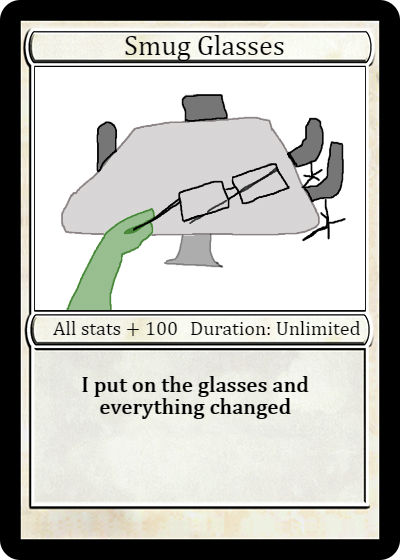 Smug Glasses
All stats + 100 Duration: Unlimited
I put on the glasses and
everything changed